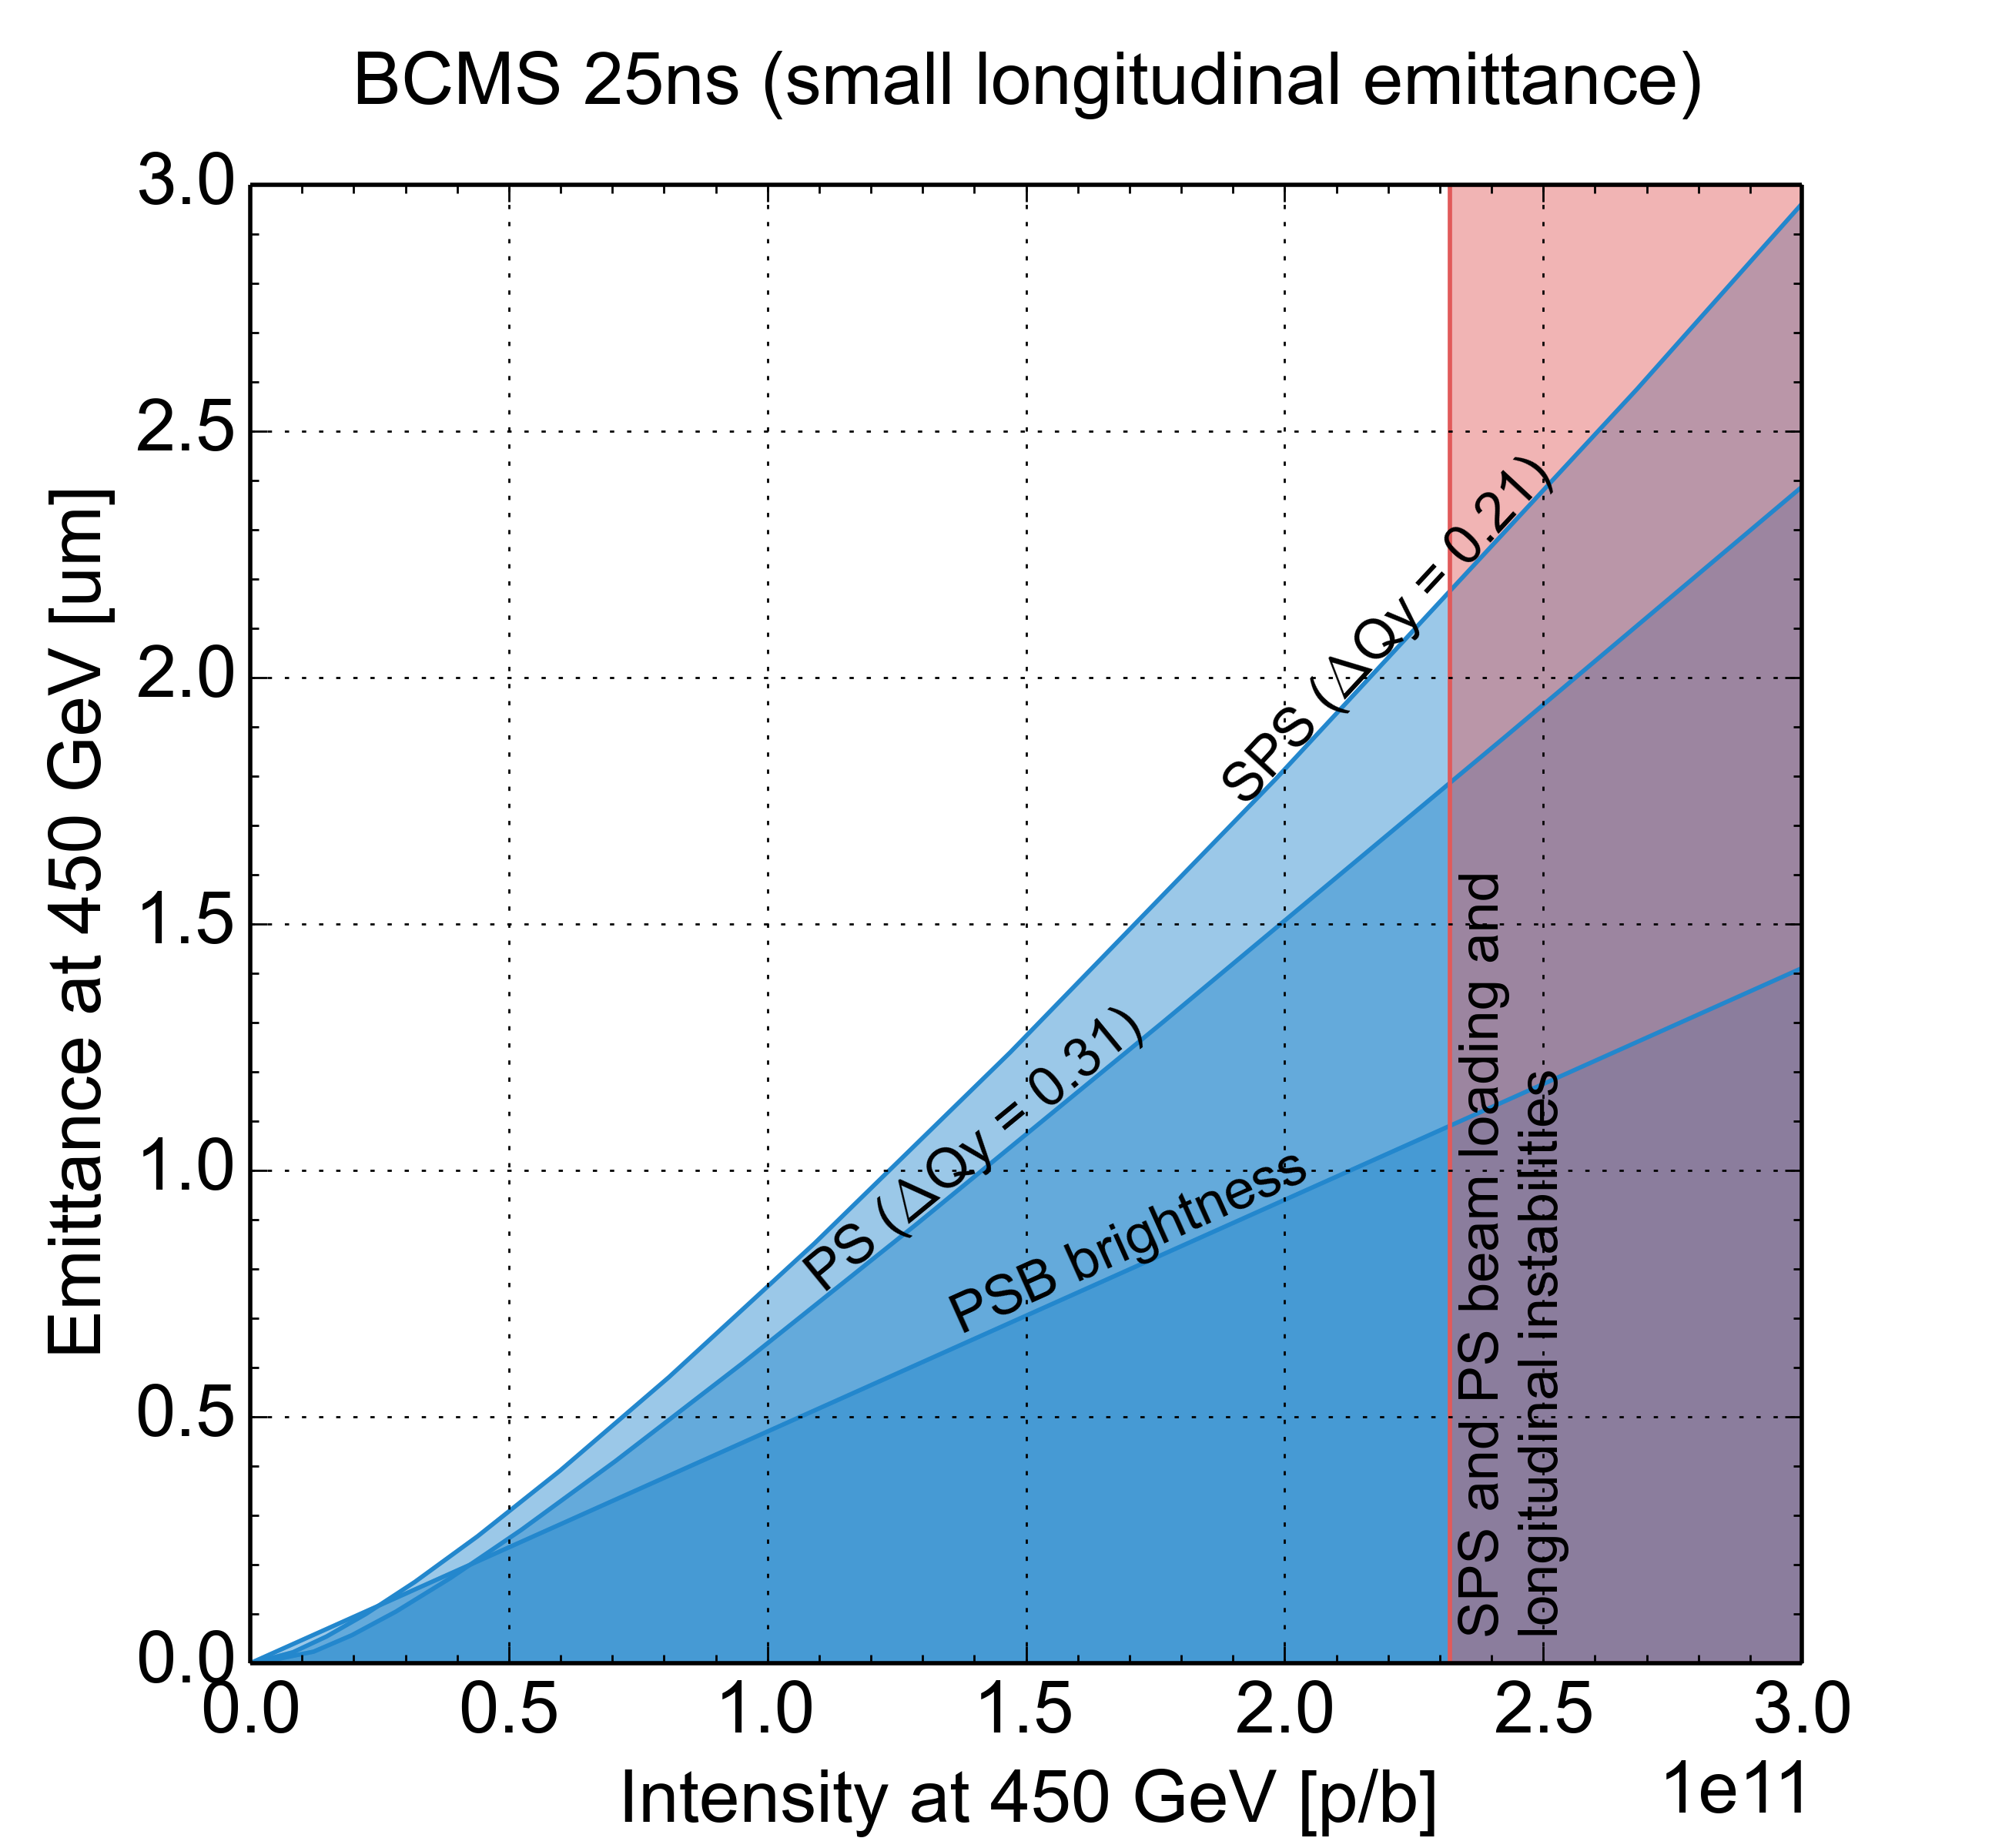 BCMS 25ns (small longitudinal emittance)
3.0
2.5
2.0
1.5
1.0
0.5
0.0
Emittance at 450 GeV [um]
SPS (ΔQy = 0.21)
PS (ΔQy = 0.31)
PSB brightness
SPS and PS beam loading and
longitudinal instabilities
0.0 0.5 1.0 1.5 2.0 2.5 3.0
1e11
Intensity at 450 GeV [p/b]